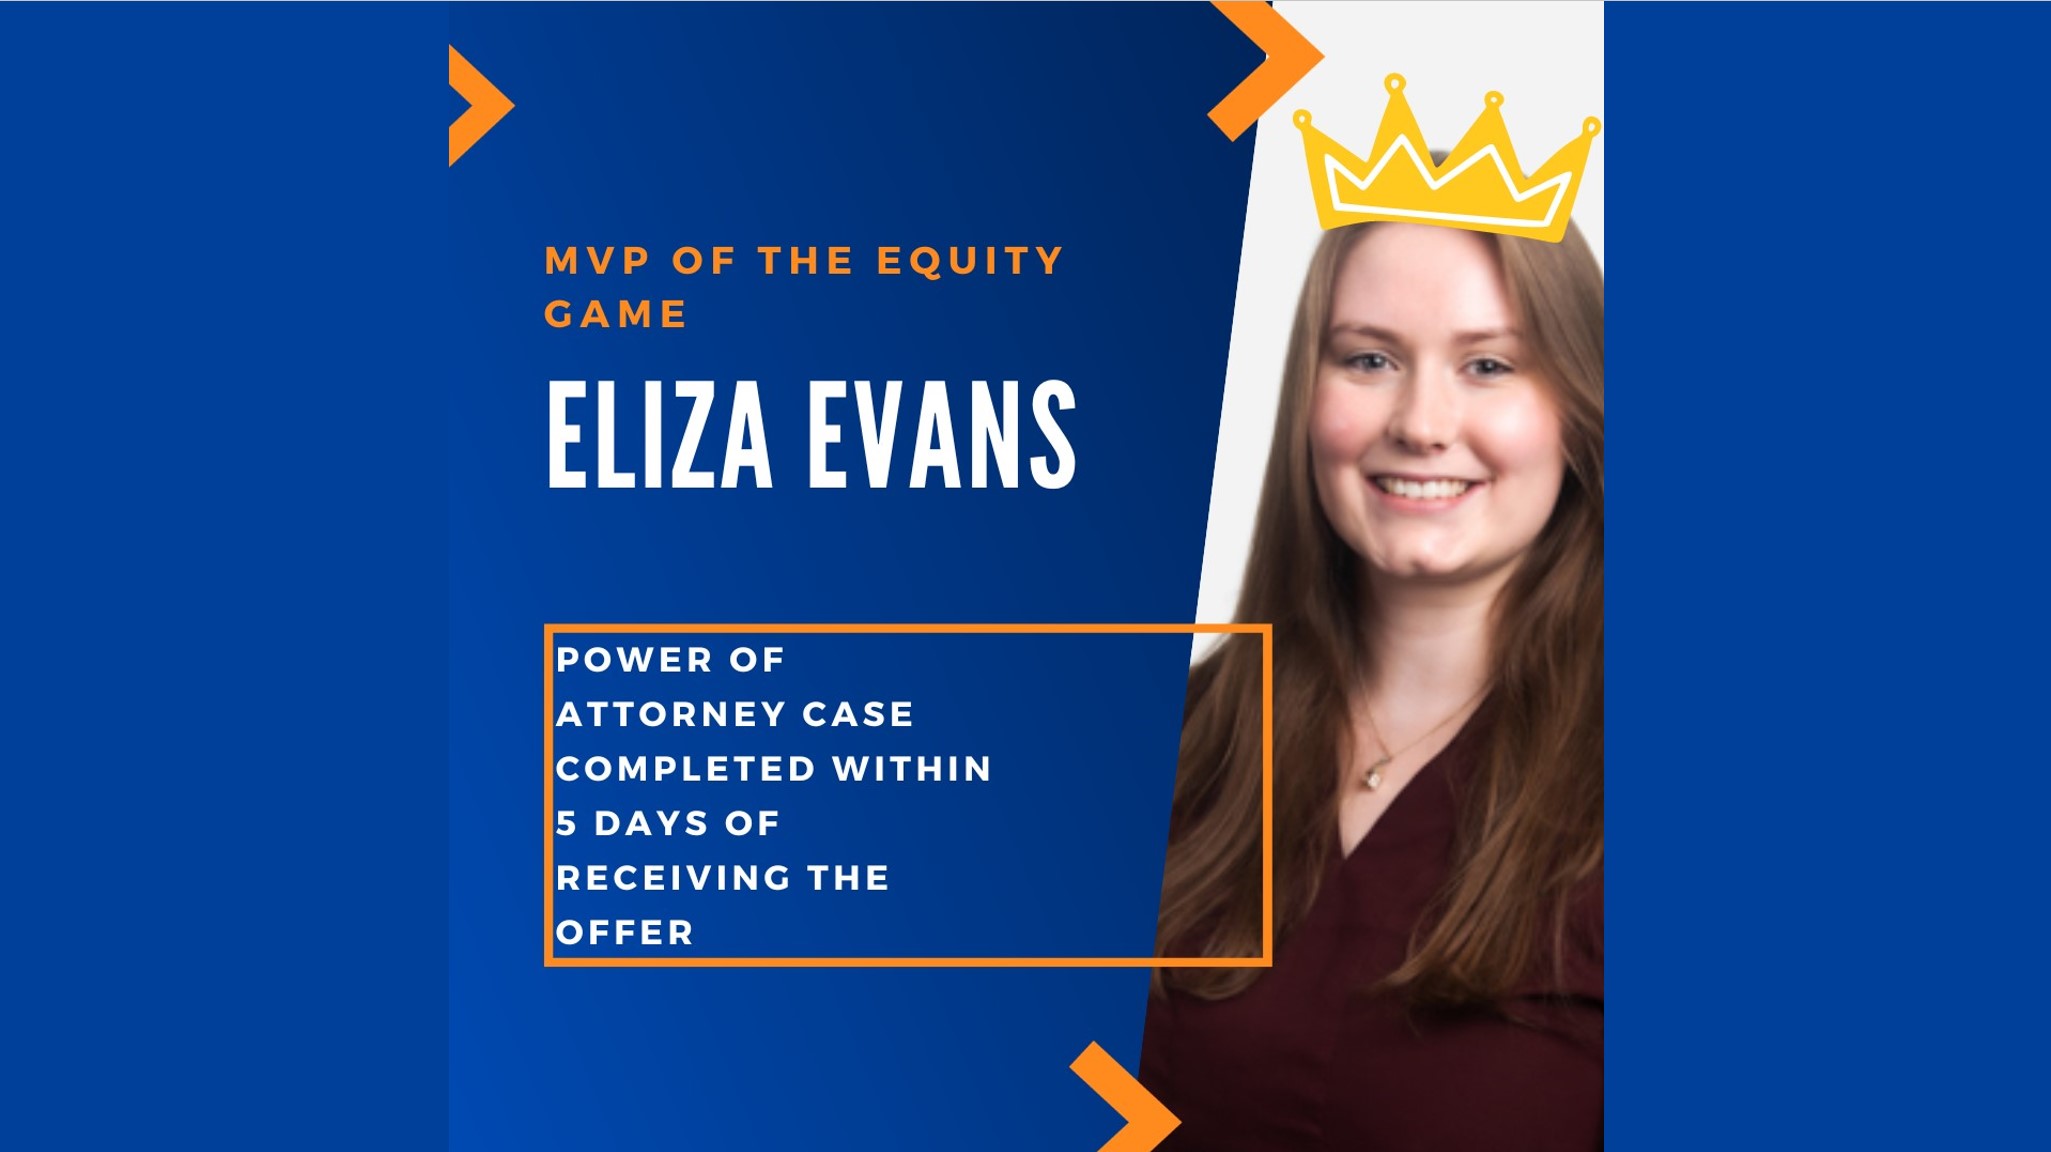 MVP OF THE EQUITY
GAME
ELIZA EVANS
POWER OF
ATTORNEY CASE
COMPLETED WITHIN
5 DAYS OF
RECEIVING THE
OFFER